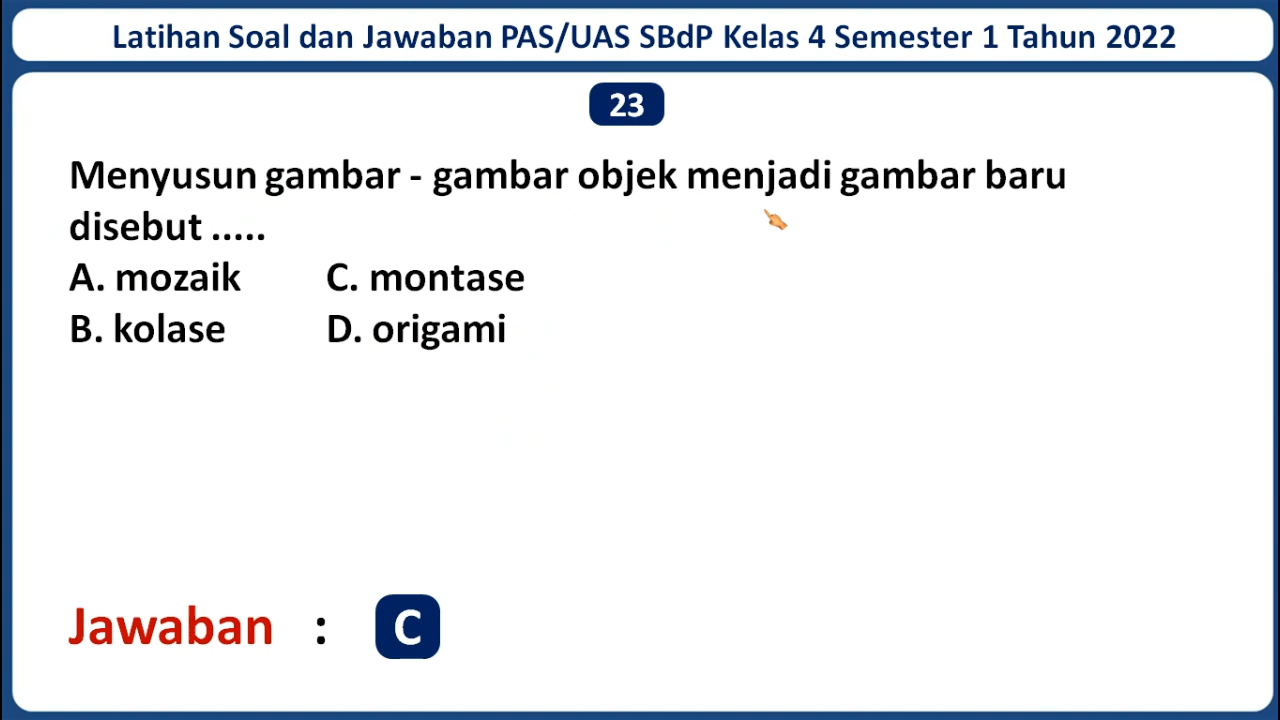 Latihan Soal dan Jawaban PAS/UAS SBdP Kelas 4 Semester 1 Tahun 2022
23
Menyusun gambar - gambar objek menjadi gambar baru
disebut .....
A. mozaik C. montase
B. kolase D. origami
Jawaban : C